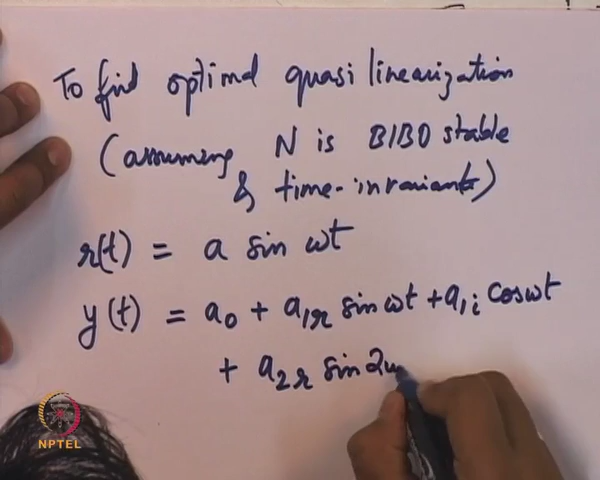 To find optimal quasi linearization
(assuming N is BIBO stable
& time-invariant)
r(t) = a sin ωt
y(t) = a₀ + a₁ᵣ sin ωt + a₁ᵢ cos ωt
+ a₂ᵣ sin 2ω
NPTEL